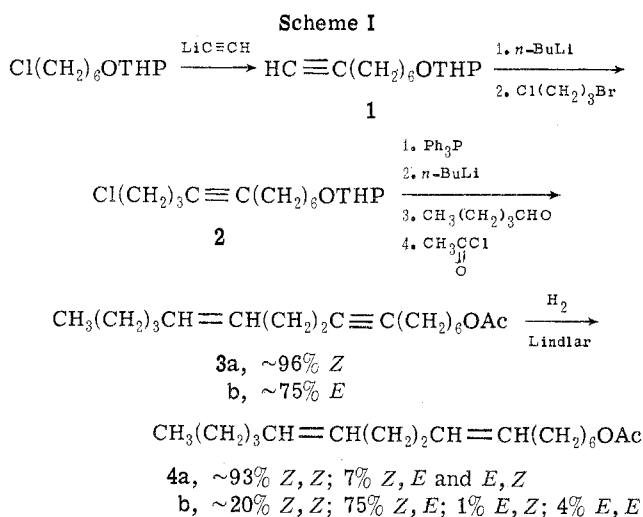 Scheme I
Cl(CH₂)₆OTHP LiC≡CH HC≡C(CH₂)₆OTHP 1. n-BuLi
2. Cl(CH₂)₃Br
1
Cl(CH₂)₃C≡C(CH₂)₆OTHP 1. Ph₃P
2. n-BuLi
3. CH₃(CH₂)₃CHO
4. CH₃CCl
O
2
CH₃(CH₂)₃CH=CH(CH₂)₂C≡C(CH₂)₆OAc H₂
Lindlar
3a, ~96% Z
b, ~75% E
CH₃(CH₂)₃CH=CH(CH₂)₂CH=CH(CH₂)₆OAc
4a, ~93% Z,Z; 7% Z,E and E,Z
b, ~20% Z,Z; 75% Z,E; 1% E,Z; 4% E,E